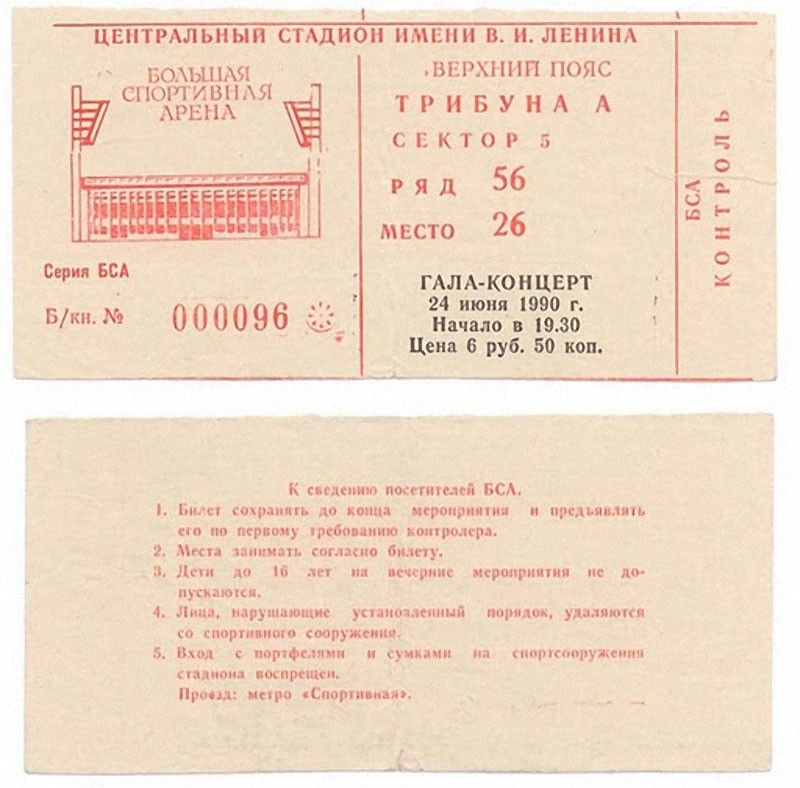 ЦЕНТРАЛЬНЫЙ СТАДИОН ИМЕНИ В. И. ЛЕНИНА
БОЛЬШАЯ
СПОРТИВНАЯ
АРЕНА
Серия БСА
Б/кн. № 000096
ВЕРХНИЙ ПОЯС
ТРИБУНА А
СЕКТОР 5
РЯД 56
МЕСТО 26
ГАЛА-КОНЦЕРТ
24 июня 1990 г.
Начало в 19.30
Цена 6 руб. 50 коп.
БСА
КОНТРОЛЬ
К сведению посетителей БСА.
1. Билет сохранять до конца мероприятия и предъявлять
его по первому требованию контролера.
2. Места занимать согласно билету.
3. Дети до 16 лет на вечерние мероприятия не до-
пускаются.
4. Лица, нарушающие установленный порядок, удаляются
со спортивного сооружения.
5. Вход с портфелями и сумками на спортсооружения
стадиона воспрещен.
Проезд: метро «Спортивная».